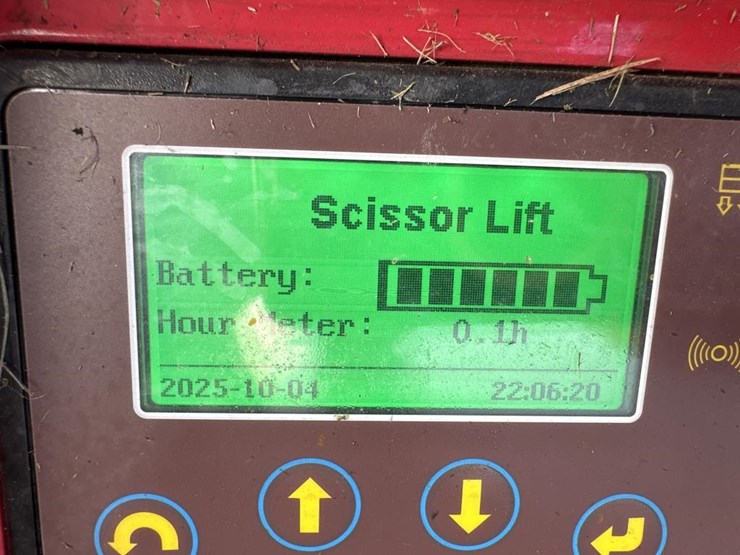 Scissor Lift
Battery:
Hour Meter: 0.1h
2025-10-04 22:06:20